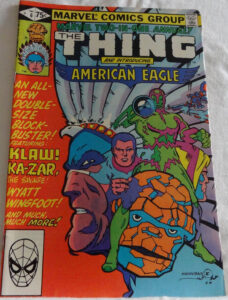 MARVEL COMICS GROUP
6 75¢
MARVEL TWO-IN-ONE ANNUAL
THE THING
AND INTRODUCING
AMERICAN EAGLE
AN ALL-
NEW
DOUBLE-
SIZE
BLOCK-
BUSTER!
FEATURING:
KLAW!
KA-ZAR,
THE SAVAGE!
WYATT
WINGFOOT!
AND MUCH,
MUCH MORE!